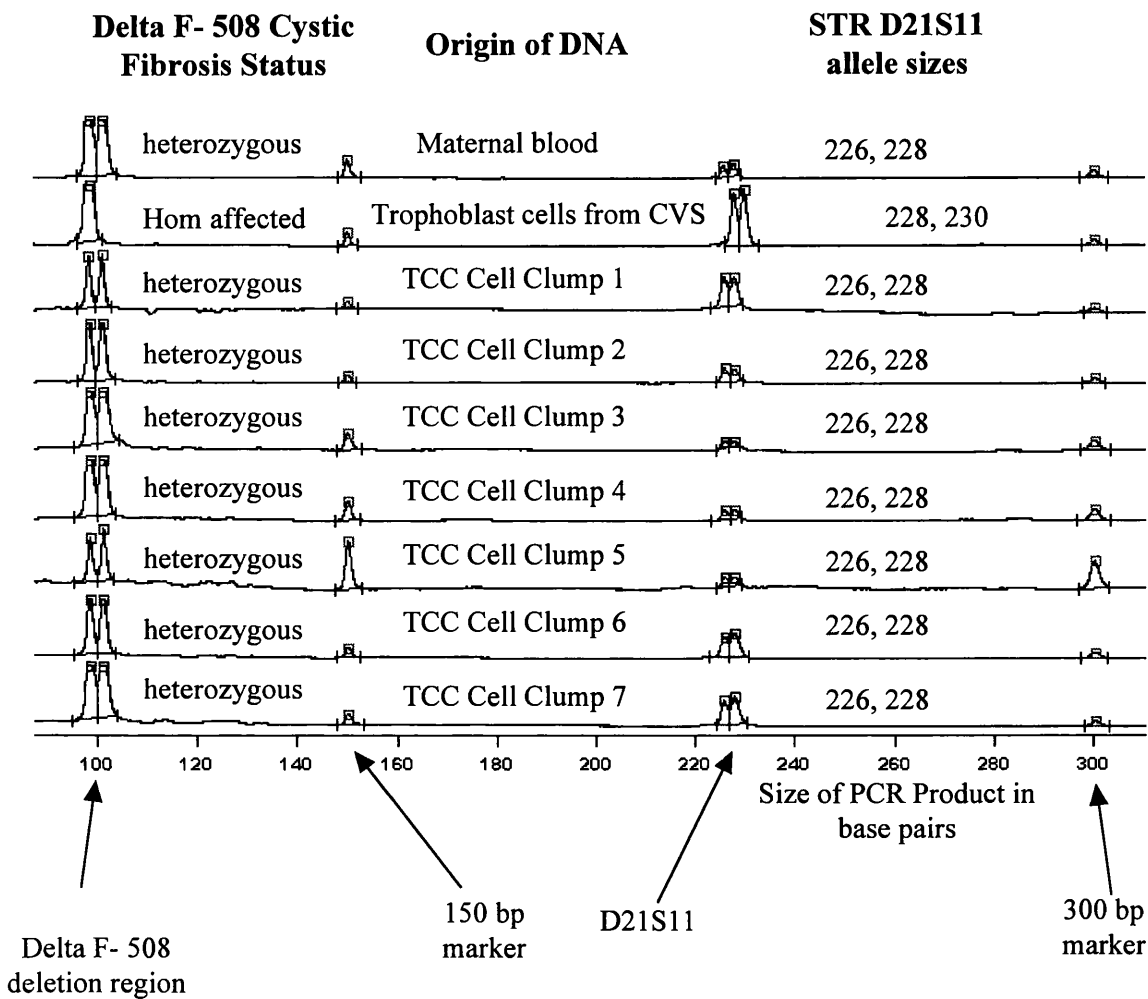 Delta F- 508 Cystic
Fibrosis Status
Origin of DNA
STR D21S11
allele sizes
heterozygous
Maternal blood
226, 228
Hom affected
Trophoblast cells from CVS
228, 230
heterozygous
TCC Cell Clump 1
226, 228
heterozygous
TCC Cell Clump 2
226, 228
heterozygous
TCC Cell Clump 3
226, 228
heterozygous
TCC Cell Clump 4
226, 228
heterozygous
TCC Cell Clump 5
226, 228
heterozygous
TCC Cell Clump 6
226, 228
heterozygous
TCC Cell Clump 7
226, 228
100 120 140 160 180 200 220 240 260 280 300
Size of PCR Product in
base pairs
Delta F- 508
deletion region
150 bp
marker
D21S11
300 bp
marker